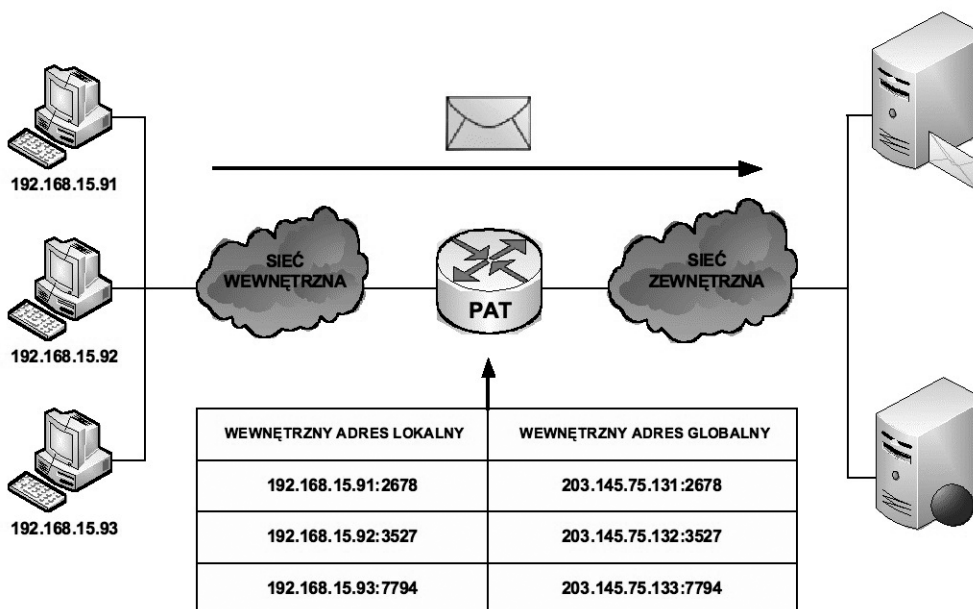 192.168.15.91
SIEĆ
WEWNĘTRZNA
PAT
SIEĆ
ZEWNĘTRZNA
192.168.15.92
192.168.15.93
WEWNĘTRZNY ADRES LOKALNY WEWNĘTRZNY ADRES GLOBALNY
192.168.15.91:2678 203.145.75.131:2678
192.168.15.92:3527 203.145.75.132:3527
192.168.15.93:7794 203.145.75.133:7794